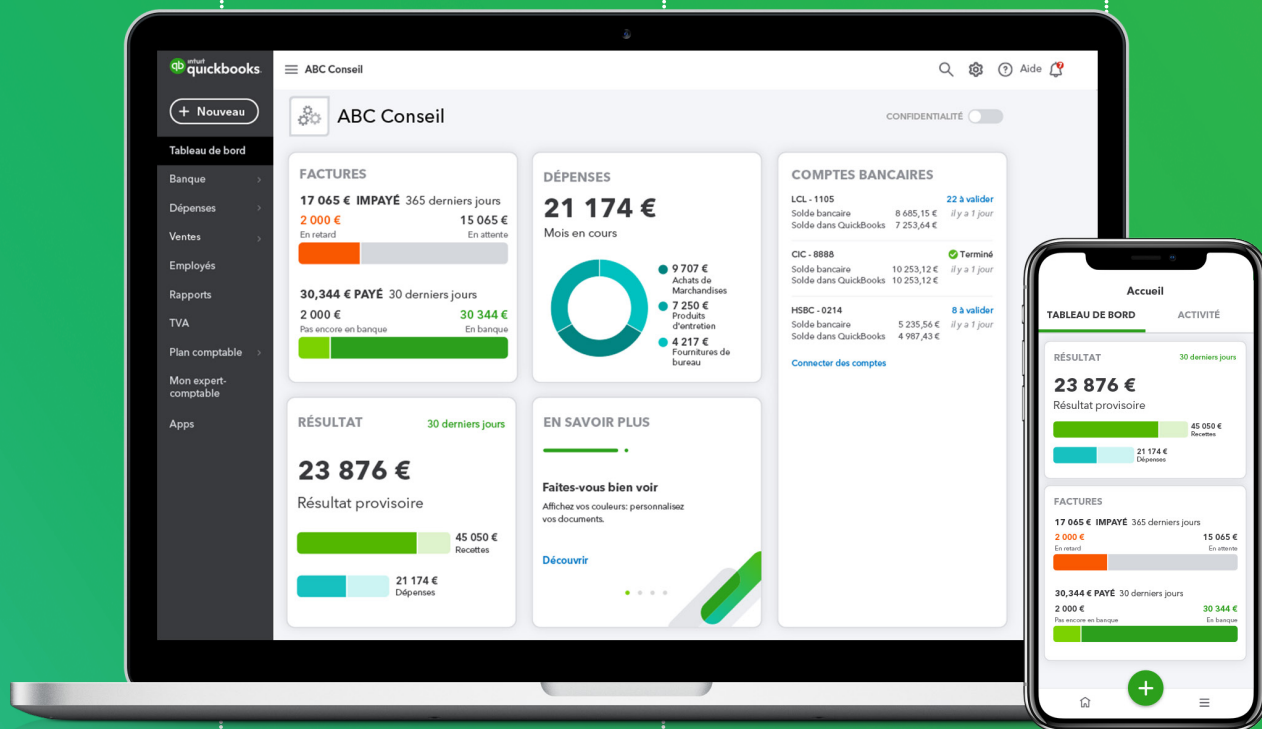 qb intuit quickbooks.
ABC Conseil
Aide
+ Nouveau
Tableau de bord
Banque
Dépenses
Ventes
Employés
Rapports
TVA
Plan comptable
Mon expert-
comptable
Apps
ABC Conseil
CONFIDENTIALITÉ
FACTURES
17 065 € IMPAYÉ 365 derniers jours
2 000 € 15 065 €
En retard En attente
30,344 € PAYÉ 30 derniers jours
2 000 € 30 344 €
Pas encore en banque En banque
DÉPENSES
21 174 €
Mois en cours
9 707 €
Achats de
Marchandises
7 250 €
Produits
d'entretien
4 217 €
Fournitures de
bureau
COMPTES BANCAIRES
LCL - 1105 22 à valider
Solde bancaire 8 685,15 € il y a 1 jour
Solde dans QuickBooks 7 253,64 €
CIC - 8888 Terminé
Solde bancaire 10 253,12 € il y a 1 jour
Solde dans QuickBooks 10 253,12 €
HSBC - 0214 8 à valider
Solde bancaire 5 235,56 € il y a 1 jour
Solde dans QuickBooks 4 987,43 €
Connecter des comptes
RÉSULTAT 30 derniers jours
23 876 €
Résultat provisoire
45 050 €
Recettes
21 174 €
Dépenses
EN SAVOIR PLUS
Faites-vous bien voir
Affichez vos couleurs: personnalisez
vos documents.
Découvrir
Accueil
TABLEAU DE BORD ACTIVITÉ
RÉSULTAT 30 derniers jours
23 876 €
Résultat provisoire
45 050 €
Recettes
21 174 €
Dépenses
FACTURES
17 065 € IMPAYÉ 365 derniers jours
2 000 € 15 065 €
En retard En attente
30,344 € PAYÉ 30 derniers jours
2 000 € 30 344 €
Pas encore en banque En banque